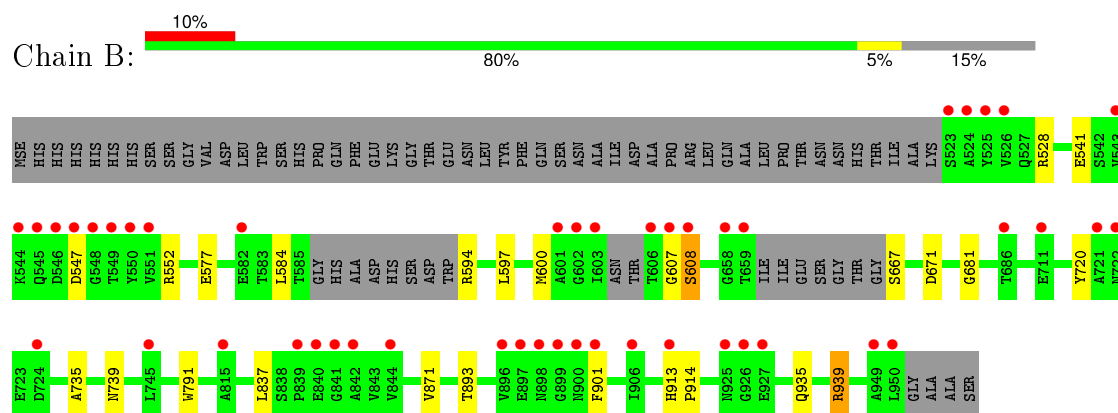 10%
Chain B:
80% 5% 15%
MSE HIS HIS HIS HIS HIS HIS HIS SER SER GLY VAL ASP LEU TRP SER HIS PRO GLN PHE GLU LYS GLY THR GLU ASN LEU TYR PHE GLN SER ASN ALA ILE ASP ALA PRO ARG LEU GLN ALA LEU PRO THR ASN ASN HIS THR ILE ALA LYS S523 A524 Y525 V526 Q527 R528 E541 S542
K544 Q545 D546 D547 G548 T549 Y550 V551 R552 E577 E582 T583 L584 T585 GLY HIS ALA ASP HIS SER ASP TRP R594 L597 M600 A601 G602 I603 ASN THR T606 G607 S608 G658 T659 ILE ILE GLU SER GLY THR GLY S667 D671 G681 T686 E711 Y720 A721 N722
E723 D724 A735 N739 L745 W791 A815 L837 S838 P839 E840 G841 A842 V843 V844 V871 T893 V896 E897 N898 G899 N900 F901 I906 H913 P914 N925 G926 E927 Q935 R939 A949 L950 GLY ALA ALA SER